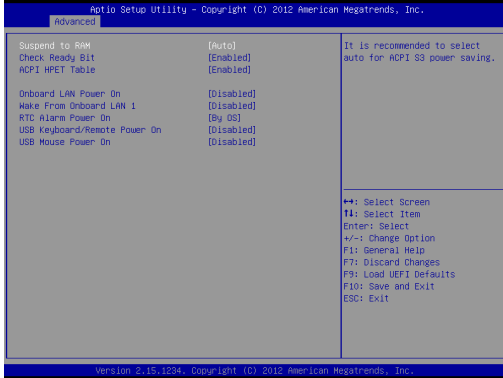 Aptio Setup Utility – Copyright (C) 2012 American Megatrends, Inc.
Advanced
Suspend to RAM [Auto]
Check Ready Bit [Enabled]
ACPI HPET Table [Enabled]
Onboard LAN Power On [Disabled]
Wake From Onboard LAN 1 [Disabled]
RTC Alarm Power On [By OS]
USB Keyboard/Remote Power On [Disabled]
USB Mouse Power On [Disabled]
It is recommended to select
auto for ACPI S3 power saving.
↔: Select Screen
↑↓: Select Item
Enter: Select
+/-: Change Option
F1: General Help
F7: Discard Changes
F9: Load UEFI Defaults
F10: Save and Exit
ESC: Exit
Version 2.15.1234. Copyright (C) 2012 American Megatrends, Inc.